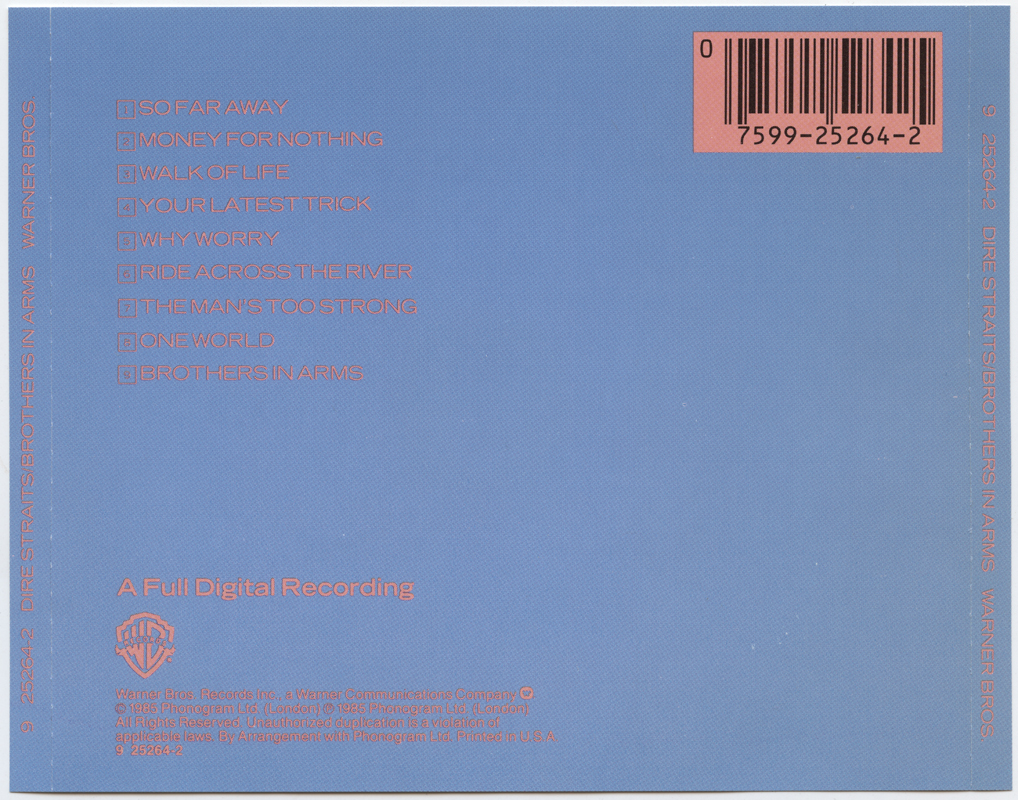 0
7599-25264-2
1 SO FAR AWAY
2 MONEY FOR NOTHING
3 WALK OF LIFE
4 YOUR LATEST TRICK
5 WHY WORRY
6 RIDE ACROSS THE RIVER
7 THE MAN'S TOO STRONG
8 ONE WORLD
9 BROTHERS IN ARMS
A Full Digital Recording
Warner Bros. Records Inc., a Warner Communications Company
© 1985 Phonogram Ltd. (London) ℗ 1985 Phonogram Ltd. (London)
All Rights Reserved. Unauthorized duplication is a violation of
applicable laws. By Arrangement with Phonogram Ltd. Printed in U.S.A.
9 25264-2
9 25264-2 DIRE STRAITS/BROTHERS IN ARMS WARNER BROS.
9 25264-2 DIRE STRAITS/BROTHERS IN ARMS WARNER BROS.